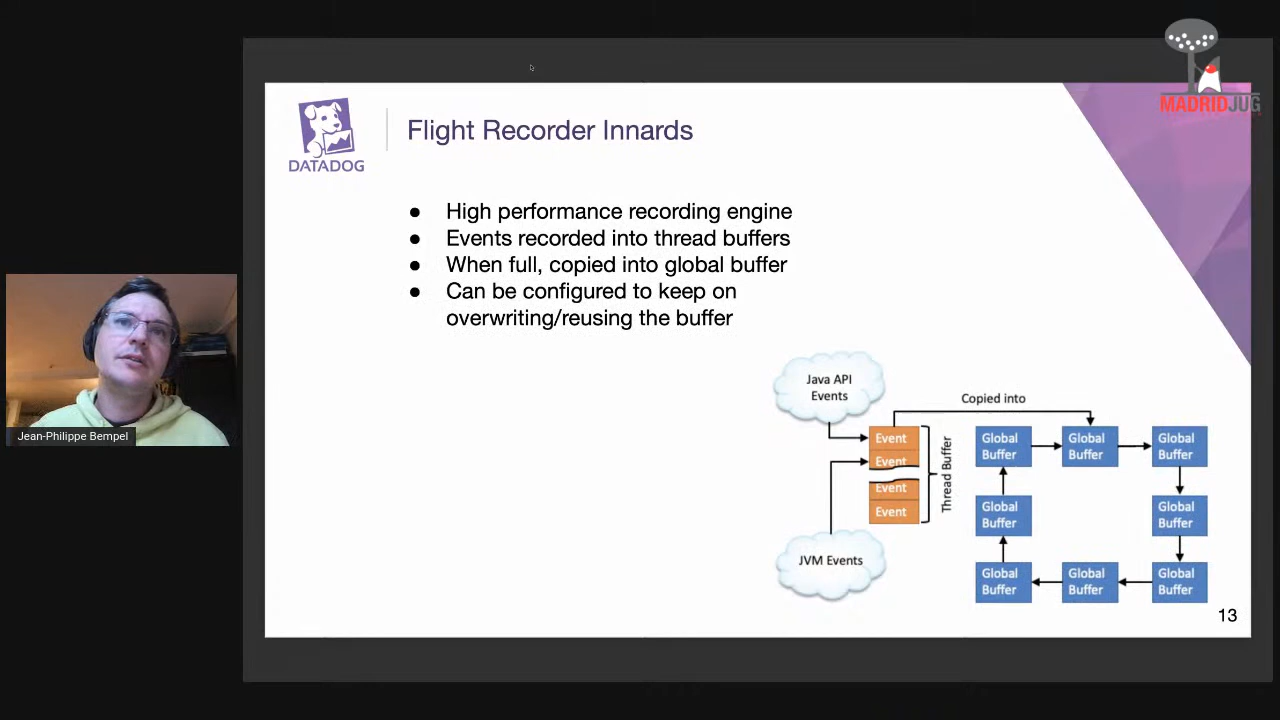 MADRIDJUG
DATADOG
Flight Recorder Innards
● High performance recording engine
● Events recorded into thread buffers
● When full, copied into global buffer
● Can be configured to keep on
overwriting/reusing the buffer
Jean-Philippe Bempel
Java API
Events
Copied into
Event
Event
Event
Event
Thread Buffer
JVM Events
Global
Buffer
Global
Buffer
Global
Buffer
Global
Buffer
Global
Buffer
Global
Buffer
Global
Buffer
Global
Buffer
13